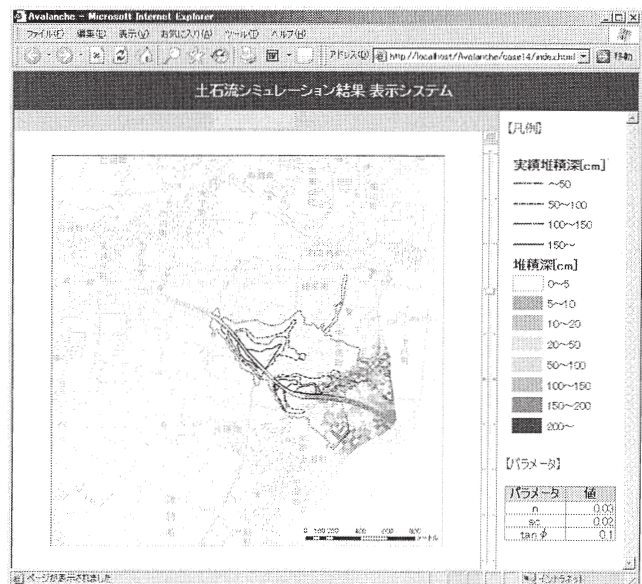 Avalanche - Microsoft Internet Explorer
ファイル(F) 編集(E) 表示(V) お気に入り(A) ツール(T) ヘルプ(H)
アドレス(D) http://localhost/Avalanche/case14/index.html 移動
土石流シミュレーション結果 表示システム
【凡例】
実績堆積深[cm]
~50
50~100
100~150
150~
堆積深[cm]
0~5
5~10
10~20
20~50
50~100
100~150
150~200
200~
【パラメータ】
パラメータ 値
n 0.03
sc 0.02
tan φ 0.1
メートル
ページが表示されました
イントラネット